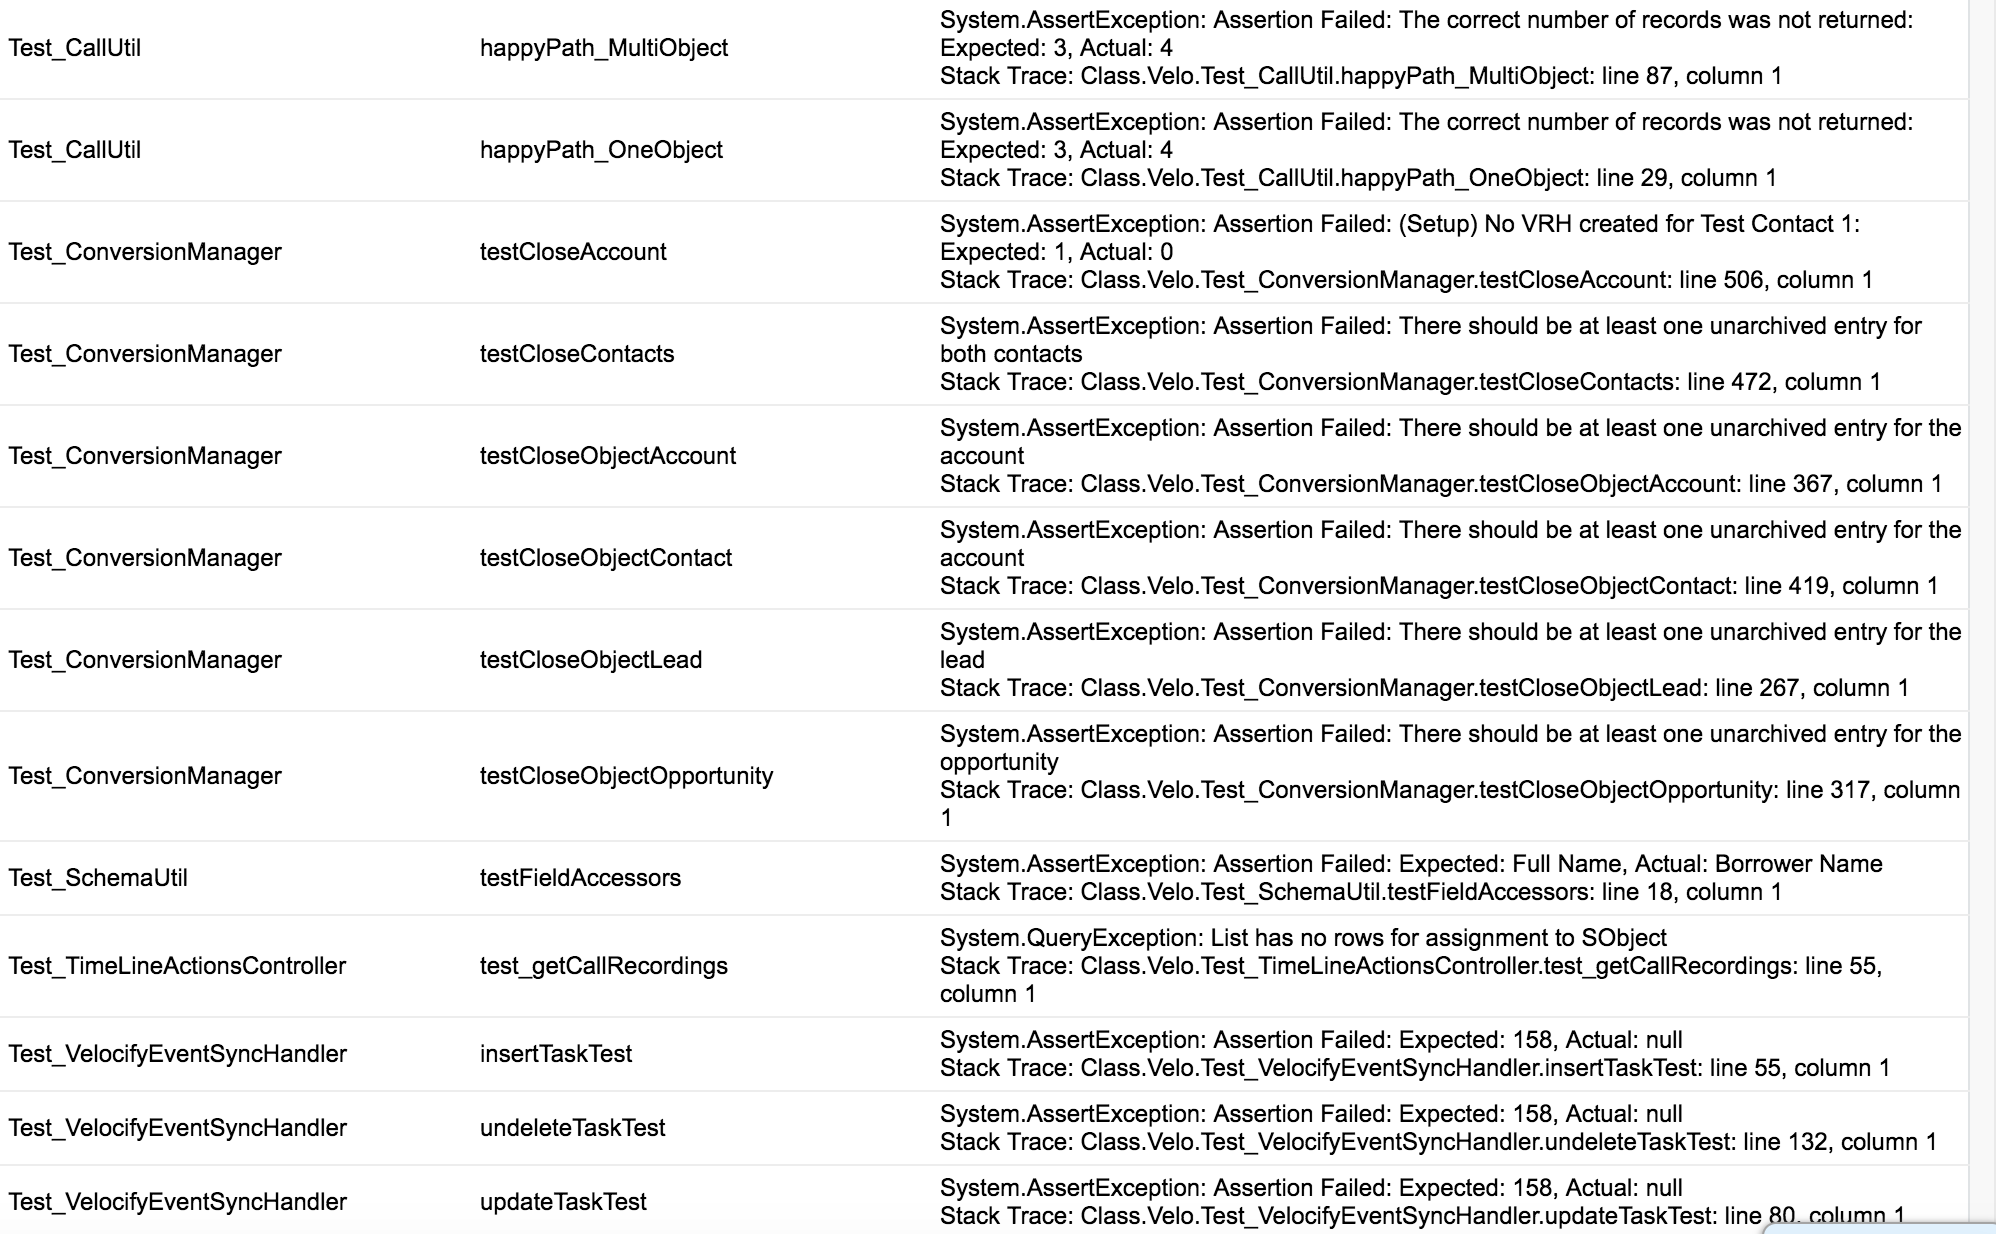 Test_CallUtil
happyPath_MultiObject
System.AssertException: Assertion Failed: The correct number of records was not returned:
Expected: 3, Actual: 4
Stack Trace: Class.Velo.Test_CallUtil.happyPath_MultiObject: line 87, column 1
Test_CallUtil
happyPath_OneObject
System.AssertException: Assertion Failed: The correct number of records was not returned:
Expected: 3, Actual: 4
Stack Trace: Class.Velo.Test_CallUtil.happyPath_OneObject: line 29, column 1
Test_ConversionManager
testCloseAccount
System.AssertException: Assertion Failed: (Setup) No VRH created for Test Contact 1:
Expected: 1, Actual: 0
Stack Trace: Class.Velo.Test_ConversionManager.testCloseAccount: line 506, column 1
Test_ConversionManager
testCloseContacts
System.AssertException: Assertion Failed: There should be at least one unarchived entry for
both contacts
Stack Trace: Class.Velo.Test_ConversionManager.testCloseContacts: line 472, column 1
Test_ConversionManager
testCloseObjectAccount
System.AssertException: Assertion Failed: There should be at least one unarchived entry for the
account
Stack Trace: Class.Velo.Test_ConversionManager.testCloseObjectAccount: line 367, column 1
Test_ConversionManager
testCloseObjectContact
System.AssertException: Assertion Failed: There should be at least one unarchived entry for the
account
Stack Trace: Class.Velo.Test_ConversionManager.testCloseObjectContact: line 419, column 1
Test_ConversionManager
testCloseObjectLead
System.AssertException: Assertion Failed: There should be at least one unarchived entry for the
lead
Stack Trace: Class.Velo.Test_ConversionManager.testCloseObjectLead: line 267, column 1
Test_ConversionManager
testCloseObjectOpportunity
System.AssertException: Assertion Failed: There should be at least one unarchived entry for the
opportunity
Stack Trace: Class.Velo.Test_ConversionManager.testCloseObjectOpportunity: line 317, column
1
Test_SchemaUtil
testFieldAccessors
System.AssertException: Assertion Failed: Expected: Full Name, Actual: Borrower Name
Stack Trace: Class.Velo.Test_SchemaUtil.testFieldAccessors: line 18, column 1
Test_TimeLineActionsController
test_getCallRecordings
System.QueryException: List has no rows for assignment to SObject
Stack Trace: Class.Velo.Test_TimeLineActionsController.test_getCallRecordings: line 55,
column 1
Test_VelocifyEventSyncHandler
insertTaskTest
System.AssertException: Assertion Failed: Expected: 158, Actual: null
Stack Trace: Class.Velo.Test_VelocifyEventSyncHandler.insertTaskTest: line 55, column 1
Test_VelocifyEventSyncHandler
undeleteTaskTest
System.AssertException: Assertion Failed: Expected: 158, Actual: null
Stack Trace: Class.Velo.Test_VelocifyEventSyncHandler.undeleteTaskTest: line 132, column 1
Test_VelocifyEventSyncHandler
updateTaskTest
System.AssertException: Assertion Failed: Expected: 158, Actual: null
Stack Trace: Class.Velo.Test_VelocifyEventSyncHandler.updateTaskTest: line 80, column 1